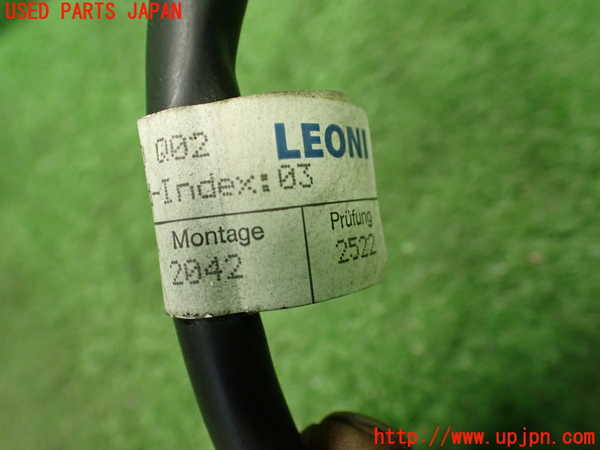 USED PARTS JAPAN
002 LEONI
-Index:03
Montage Prüfung
2042 2522
http://www.upjpn.com/